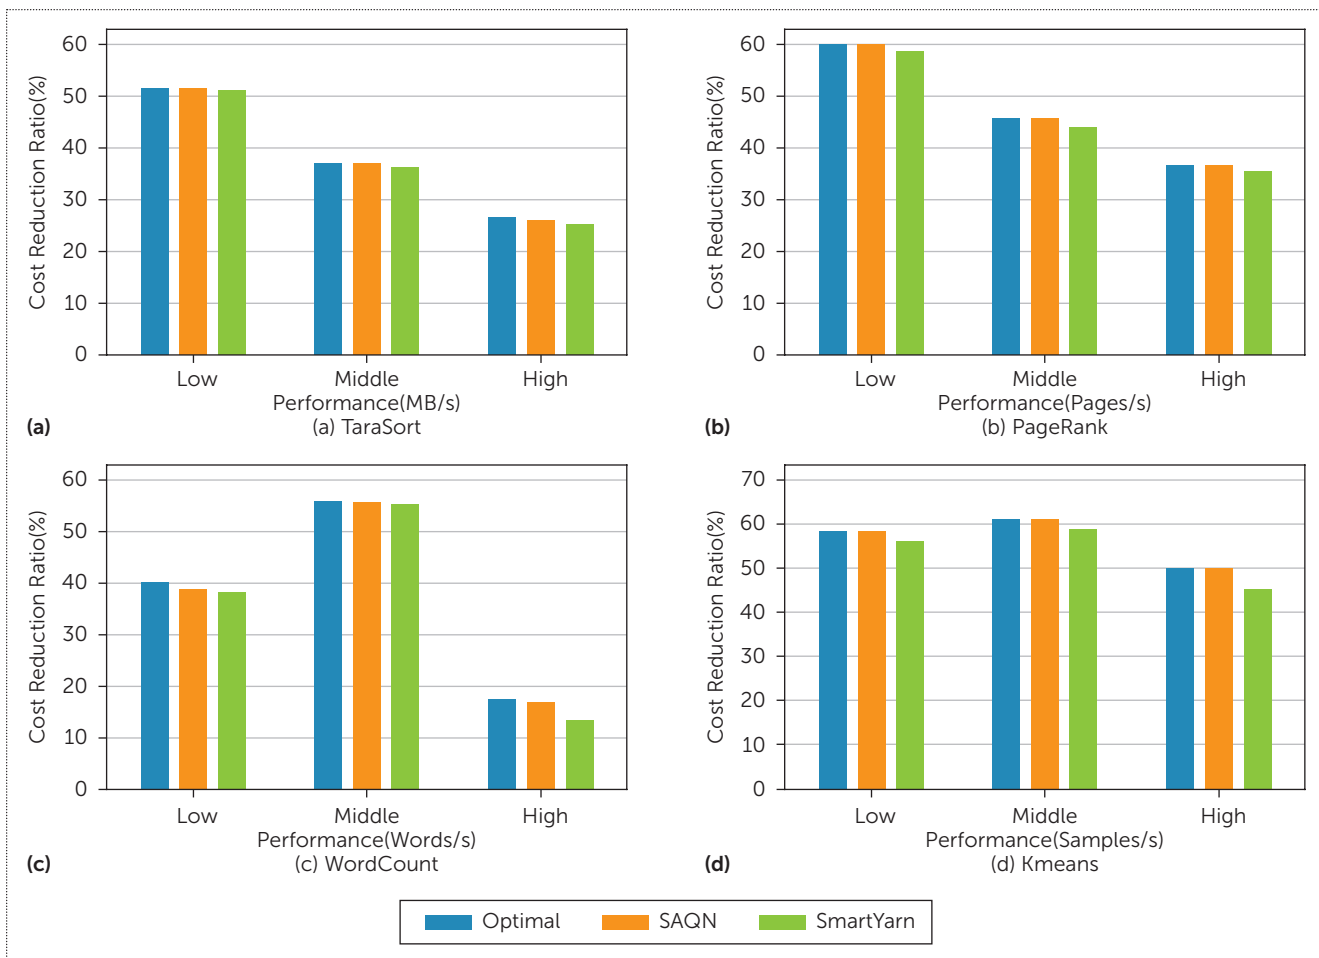 Cost Reduction Ratio(%)
60
50
40
30
20
10
0
Low Middle High
Performance(MB/s)
(a) (a) TaraSort
Cost Reduction Ratio(%)
60
50
40
30
20
10
0
Low Middle High
Performance(Pages/s)
(b) (b) PageRank
Cost Reduction Ratio(%)
60
50
40
30
20
10
0
Low Middle High
Performance(Words/s)
(c) (c) WordCount
Cost Reduction Ratio(%)
70
60
50
40
30
20
10
0
Low Middle High
Performance(Samples/s)
(d) (d) Kmeans
Optimal SAQN SmartYarn